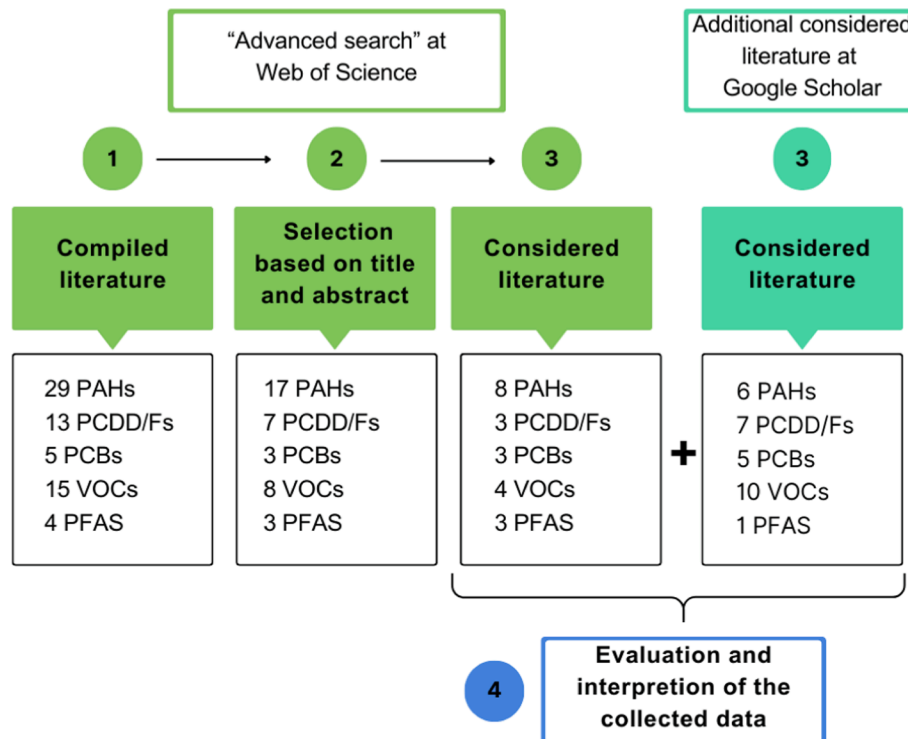 “Advanced search” at
Web of Science
Additional considered
literature at
Google Scholar
1
2
3
3
Compiled
literature
Selection
based on title
and abstract
Considered
literature
Considered
literature
29 PAHs
13 PCDD/Fs
5 PCBs
15 VOCs
4 PFAS
17 PAHs
7 PCDD/Fs
3 PCBs
8 VOCs
3 PFAS
8 PAHs
3 PCDD/Fs
3 PCBs
4 VOCs
3 PFAS
+
6 PAHs
7 PCDD/Fs
5 PCBs
10 VOCs
1 PFAS
4
Evaluation and
interpretion of the
collected data